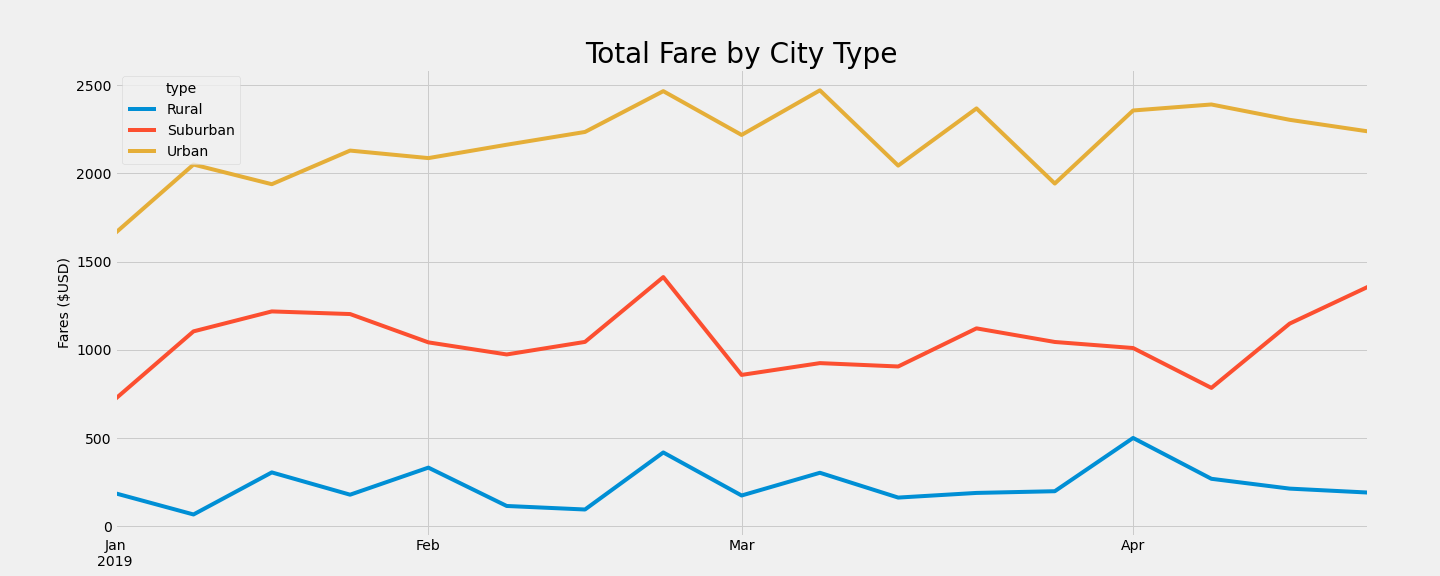 Total Fare by City Type
type
Rural
Suburban
Urban
Fares ($USD)
2500
2000
1500
1000
500
0
Jan
2019
Feb
Mar
Apr